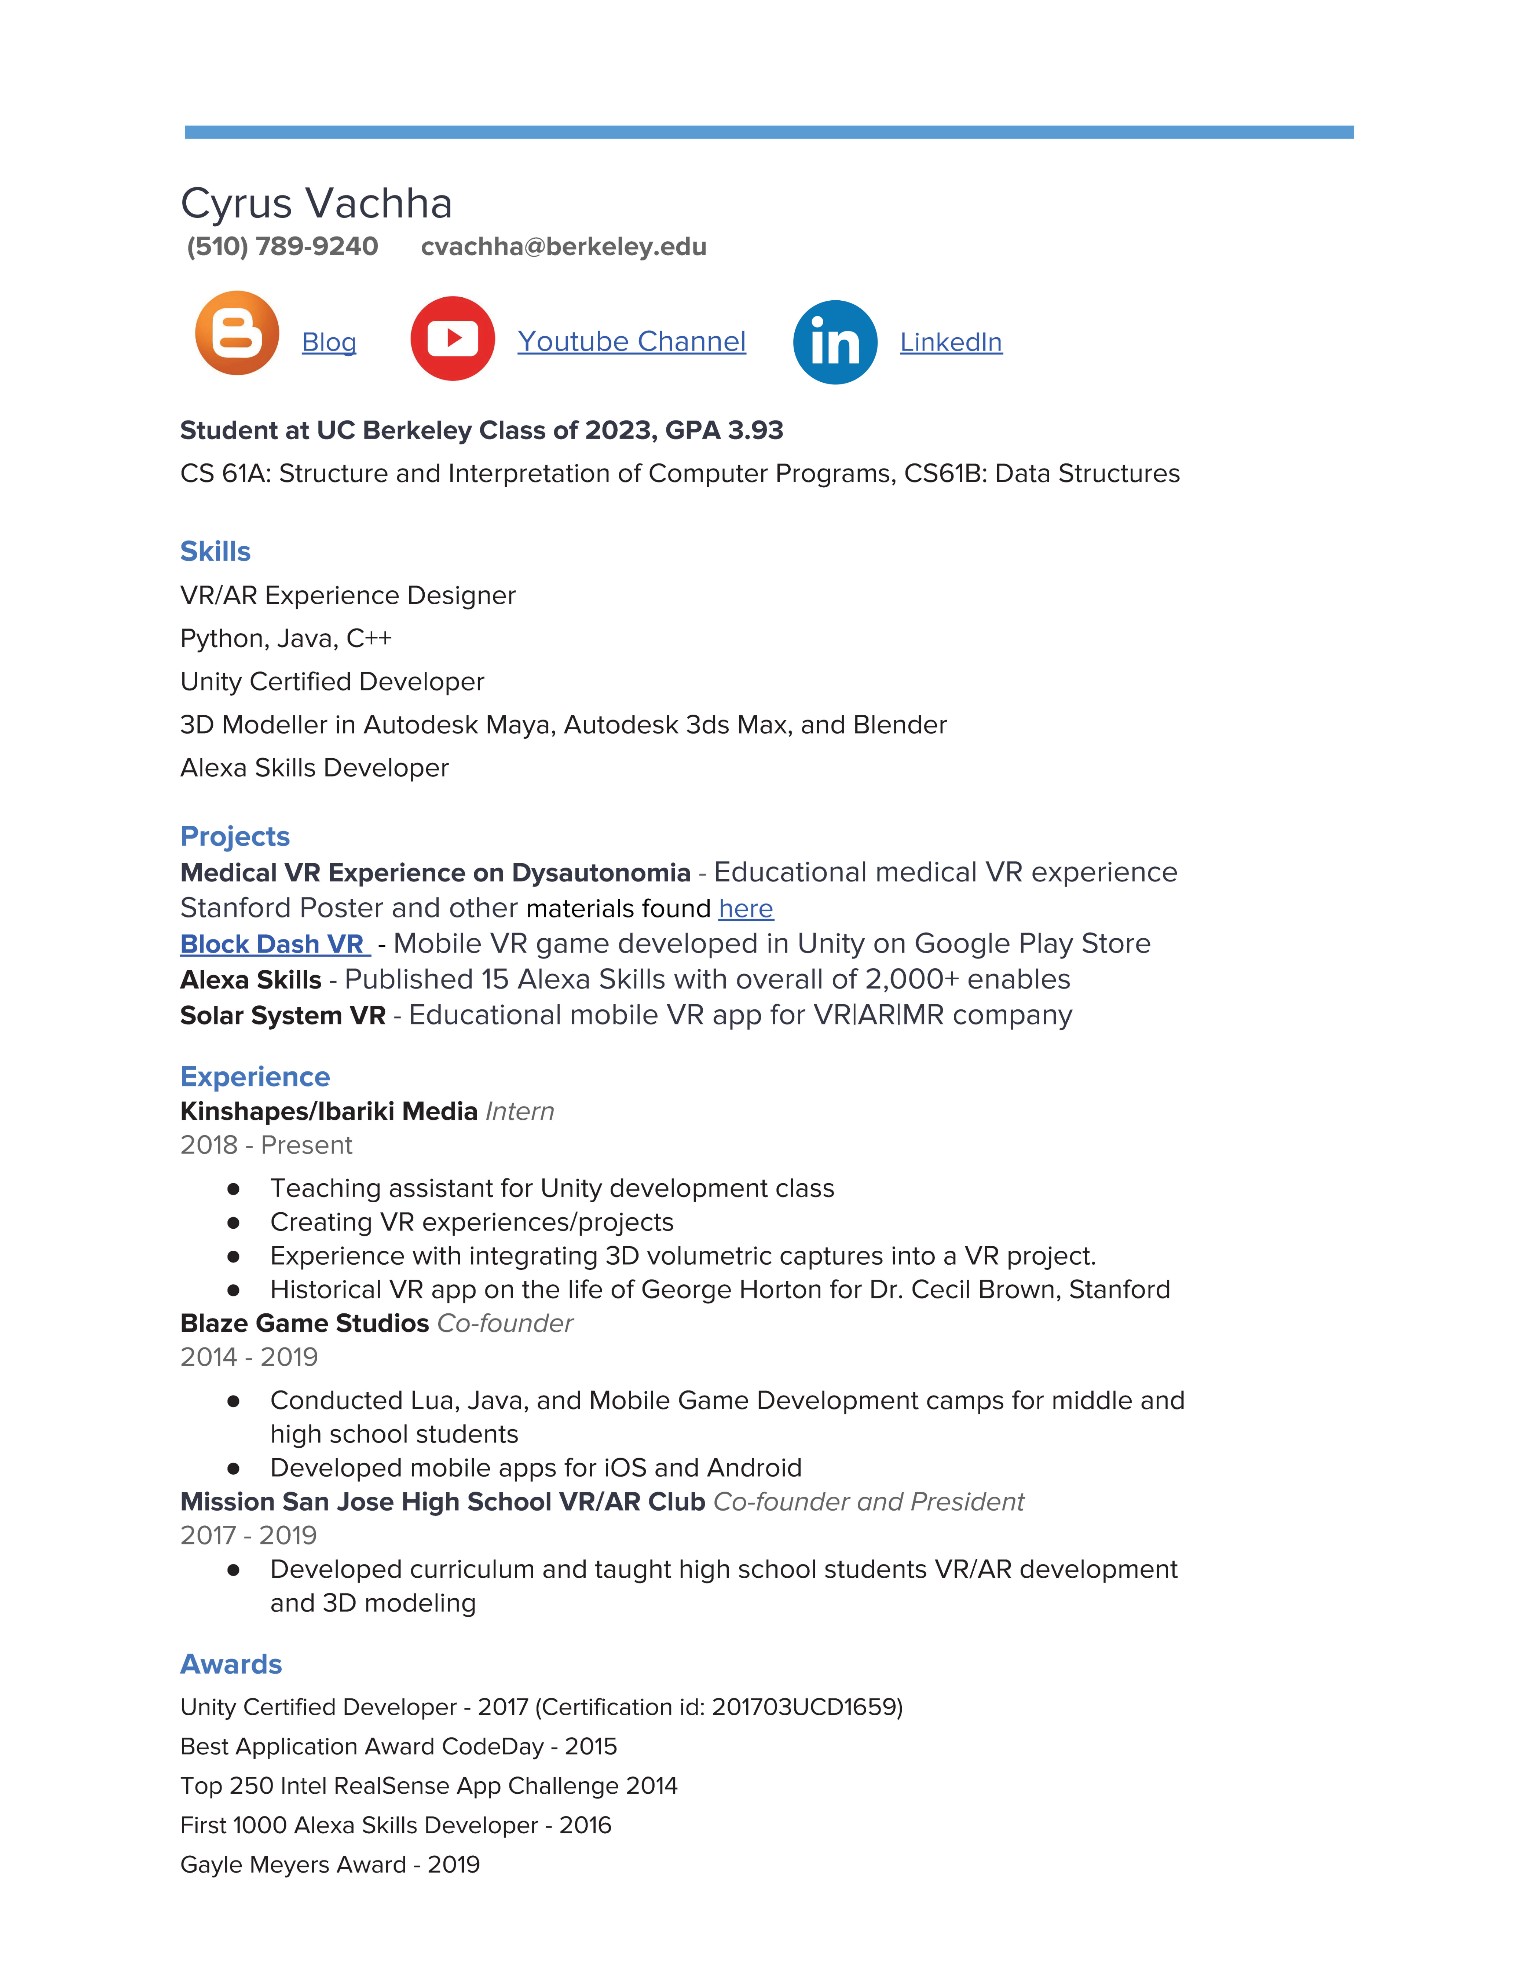 Cyrus Vachha
(510) 789-9240 cvachha@berkeley.edu
Blog Youtube Channel in LinkedIn
Student at UC Berkeley Class of 2023, GPA 3.93
CS 61A: Structure and Interpretation of Computer Programs, CS61B: Data Structures
Skills
VR/AR Experience Designer
Python, Java, C++
Unity Certified Developer
3D Modeller in Autodesk Maya, Autodesk 3ds Max, and Blender
Alexa Skills Developer
Projects
Medical VR Experience on Dysautonomia - Educational medical VR experience
Stanford Poster and other materials found here
Block Dash VR - Mobile VR game developed in Unity on Google Play Store
Alexa Skills - Published 15 Alexa Skills with overall of 2,000+ enables
Solar System VR - Educational mobile VR app for VR|AR|MR company
Experience
Kinshapes/Ibariki Media Intern
2018 - Present
● Teaching assistant for Unity development class
● Creating VR experiences/projects
● Experience with integrating 3D volumetric captures into a VR project.
● Historical VR app on the life of George Horton for Dr. Cecil Brown, Stanford
Blaze Game Studios Co-founder
2014 - 2019
● Conducted Lua, Java, and Mobile Game Development camps for middle and
high school students
● Developed mobile apps for iOS and Android
Mission San Jose High School VR/AR Club Co-founder and President
2017 - 2019
● Developed curriculum and taught high school students VR/AR development
and 3D modeling
Awards
Unity Certified Developer - 2017 (Certification id: 201703UCD1659)
Best Application Award CodeDay - 2015
Top 250 Intel RealSense App Challenge 2014
First 1000 Alexa Skills Developer - 2016
Gayle Meyers Award - 2019